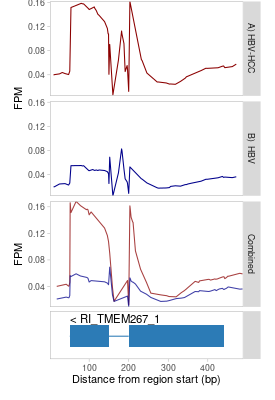 0.16
0.12
0.08
0.04
FPM
A) HBV-HCC
0.16
0.12
0.08
0.04
FPM
B) HBV
0.16
0.12
0.08
0.04
FPM
Combined
< RI_TMEM267_1
100 200 300 400
Distance from region start (bp)